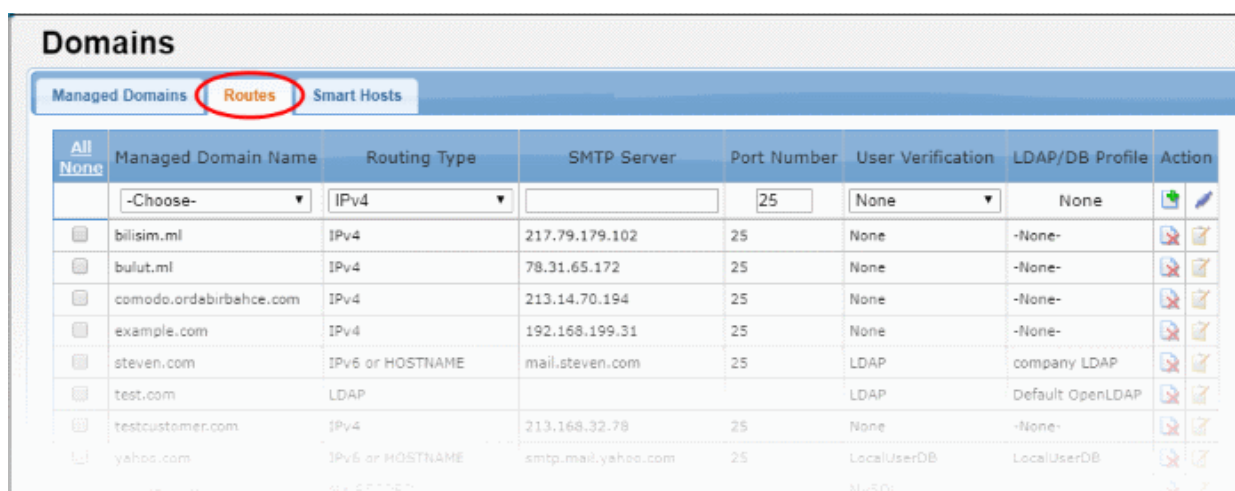 Domains
Managed Domains Routes Smart Hosts
All None Managed Domain Name Routing Type SMTP Server Port Number User Verification LDAP/DB Profile Action
-Choose- IPv4 25 None None
bilisim.ml IPv4 217.79.179.102 25 None -None-
bulut.ml IPv4 78.31.65.172 25 None -None-
comodo.ordabirbahce.com IPv4 213.14.70.194 25 None -None-
example.com IPv4 192.168.199.31 25 None -None-
steven.com IPv6 or HOSTNAME mail.steven.com 25 LDAP company LDAP
test.com LDAP LDAP Default OpenLDAP
testcustomer.com IPv4 213.168.32.78 25 None -None-
yahoo.com IPv6 or HOSTNAME smtp.mail.yahoo.com 25 LocalUserDB LocalUserDB